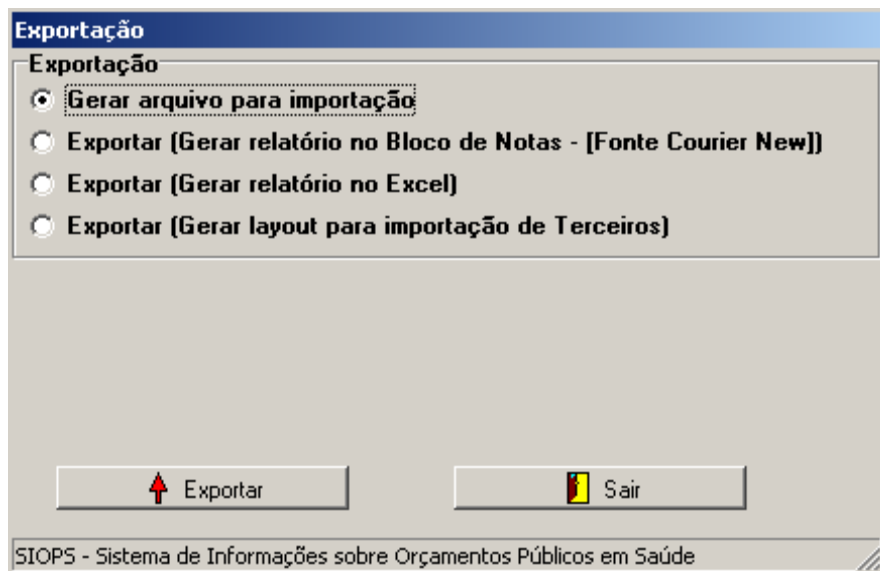 Exportação
Exportação
Gerar arquivo para importação
Exportar (Gerar relatório no Bloco de Notas - [Fonte Courier New])
Exportar (Gerar relatório no Excel)
Exportar (Gerar layout para importação de Terceiros)
Exportar
Sair
SIOPS - Sistema de Informações sobre Orçamentos Públicos em Saúde